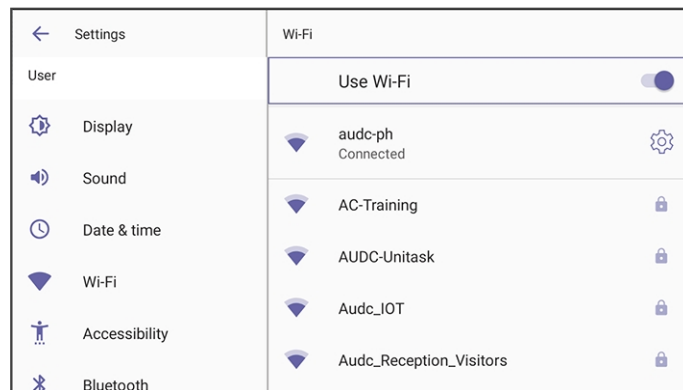 Settings
User
Display
Sound
Date & time
Wi-Fi
Accessibility
Bluetooth
Wi-Fi
Use Wi-Fi
audc-ph
Connected
AC-Training
AUDC-Unitask
Audc_IOT
Audc_Reception_Visitors